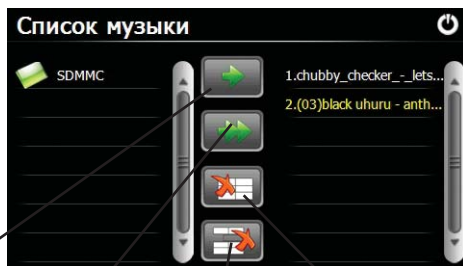 Список музыки
SDMMC
1.chubby_checker_-_lets...
2.(03)black uhuru - anth...